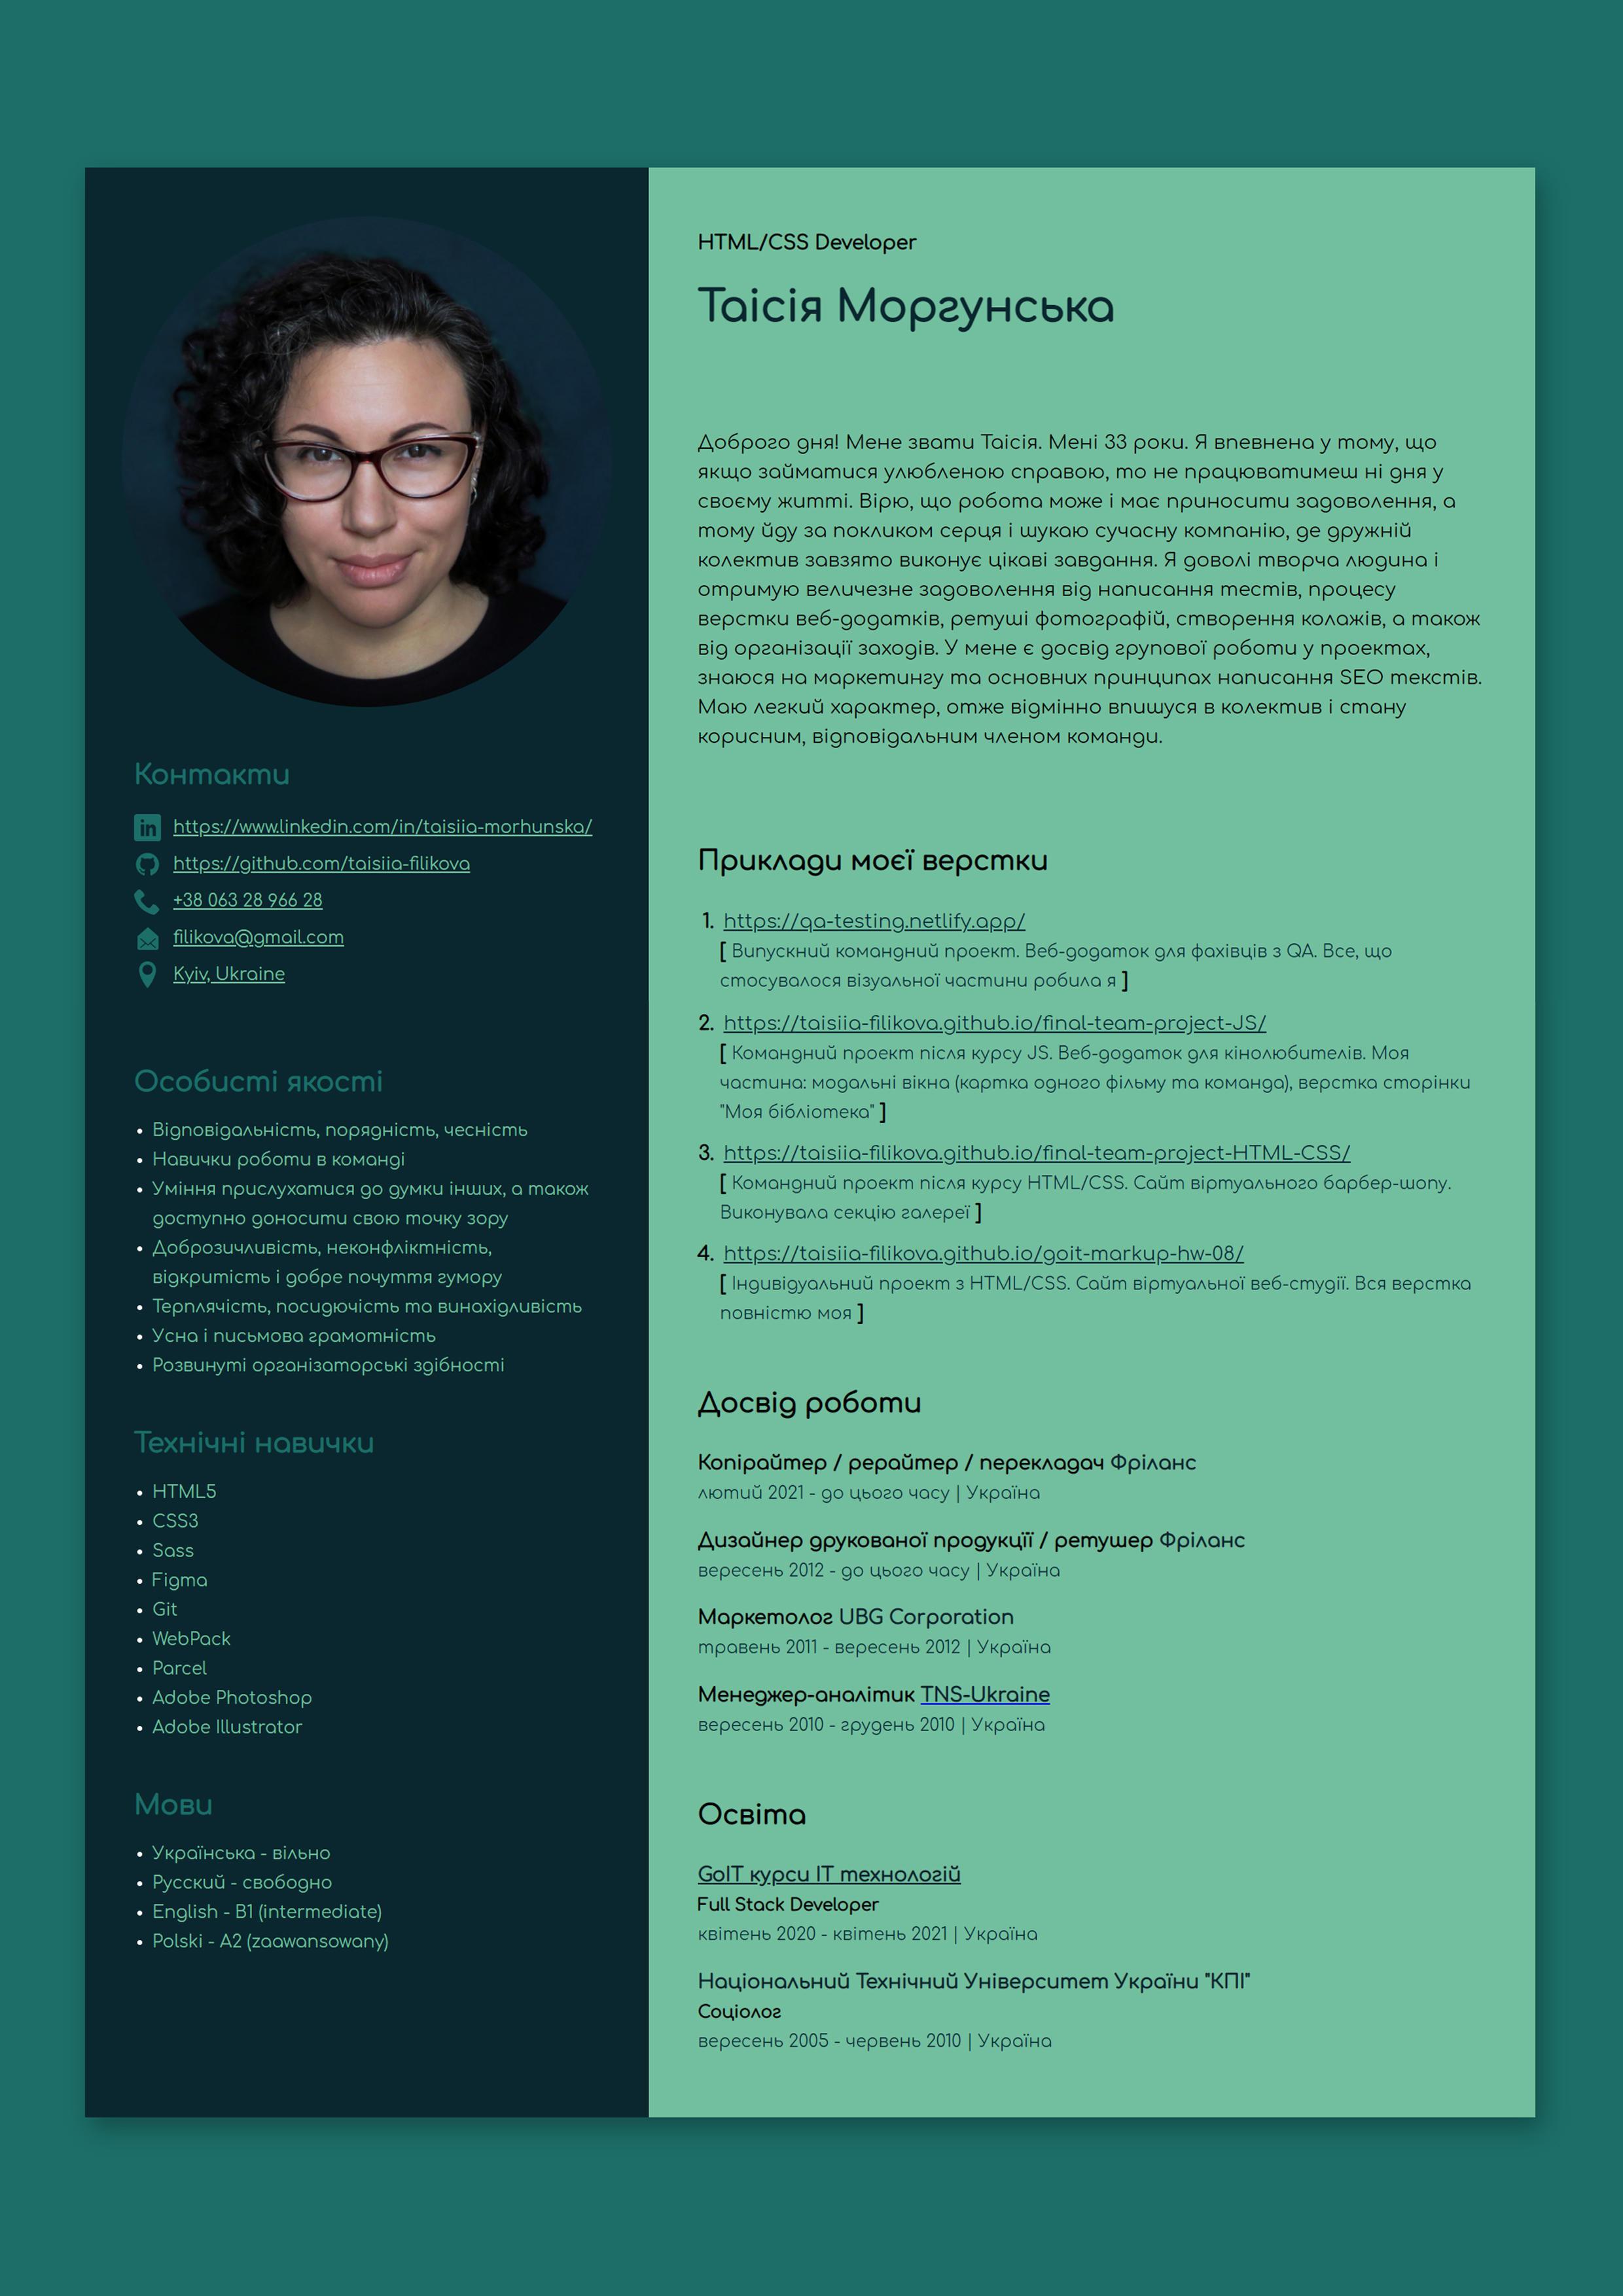 HTML/CSS Developer
Таісія Моргунська
Доброго дня! Мене звати Таісія. Мені 33 роки. Я впевнена у тому, що
якщо займатися улюбленою справою, то не працюватимеш ні дня у
своєму житті. Вірю, що робота може і має приносити задоволення, а
тому йду за покликом серця і шукаю сучасну компанію, де дружній
колектив завзято виконує цікаві завдання. Я доволі творча людина і
отримую величезне задоволення від написання тестів, процесу
верстки веб-додатків, ретуші фотографій, створення колажів, а також
від організації заходів. У мене є досвід групової роботи у проектах,
знаюся на маркетингу та основних принципах написання SEO текстів.
Маю легкий характер, отже відмінно впишуся в колектив і стану
корисним, відповідальним членом команди.
Контакти
https://www.linkedin.com/in/taisiia-morhunska/
https://github.com/taisiia-filikova
+38 063 28 966 28
filikova@gmail.com
Kyiv, Ukraine
Особисті якості
• Відповідальність, порядність, чесність
• Навички роботи в команді
• Уміння прислухатися до думки інших, а також
доступно доносити свою точку зору
• Доброзичливість, неконфліктність,
відкритість і добре почуття гумору
• Терплячість, посидючість та винахідливість
• Усна і письмова грамотність
• Розвинуті організаторські здібності
Технічні навички
• HTML5
• CSS3
• Sass
• Figma
• Git
• WebPack
• Parcel
• Adobe Photoshop
• Adobe Illustrator
Мови
• Українська - вільно
• Русский - свободно
• English - B1 (intermediate)
• Polski - A2 (zaawansowany)
Приклади моєї верстки
1. https://qa-testing.netlify.app/
[ Випускний командний проект. Веб-додаток для фахівців з QA. Все, що
стосувалося візуальної частини робила я ]
2. https://taisiia-filikova.github.io/final-team-project-JS/
[ Командний проект після курсу JS. Веб-додаток для кінолюбителів. Моя
частина: модальні вікна (картка одного фільму та команда), верстка сторінки
"Моя бібліотека" ]
3. https://taisiia-filikova.github.io/final-team-project-HTML-CSS/
[ Командний проект після курсу HTML/CSS. Сайт віртуального барбер-шопу.
Виконувала секцію галереї ]
4. https://taisiia-filikova.github.io/goit-markup-hw-08/
[ Індивідуальний проект з HTML/CSS. Сайт віртуальної веб-студії. Вся верстка
повністю моя ]
Досвід роботи
Копірайтер / рерайтер / перекладач Фріланс
лютий 2021 - до цього часу | Україна
Дизайнер друкованої продукціїї / ретушер Фріланс
вересень 2012 - до цього часу | Україна
Маркетолог UBG Corporation
травень 2011 - вересень 2012 | Україна
Менеджер-аналітик TNS-Ukraine
вересень 2010 - грудень 2010 | Україна
Освіта
GoIT курси IT технологій
Full Stack Developer
квітень 2020 - квітень 2021 | Україна
Національний Технічний Університет України "КПІ"
Соціолог
вересень 2005 - червень 2010 | Україна